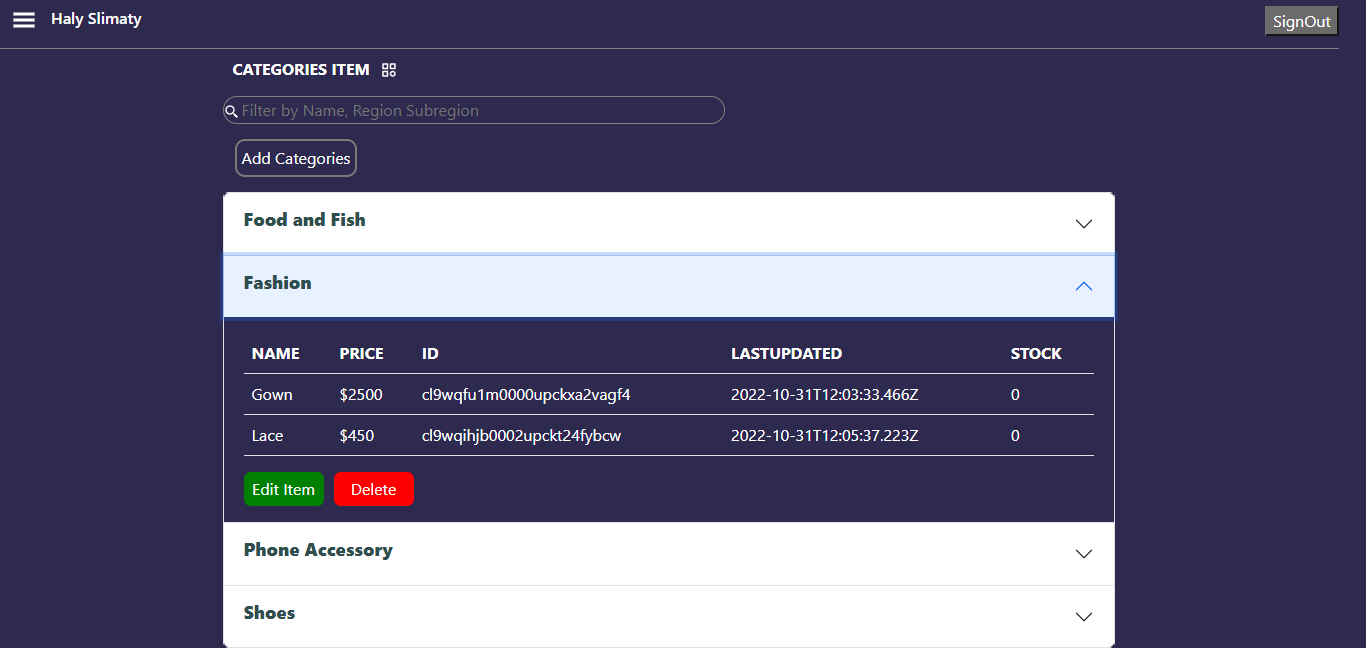 Haly Slimaty
SignOut
CATEGORIES ITEM
Filter by Name, Region Subregion
Add Categories
Food and Fish
Fashion
NAME PRICE ID LASTUPDATED STOCK
Gown $2500 cl9wqfu1m0000upckxa2vagf4 2022-10-31T12:03:33.466Z 0
Lace $450 cl9wqihjb0002upckt24fybcw 2022-10-31T12:05:37.223Z 0
Edit Item Delete
Phone Accessory
Shoes